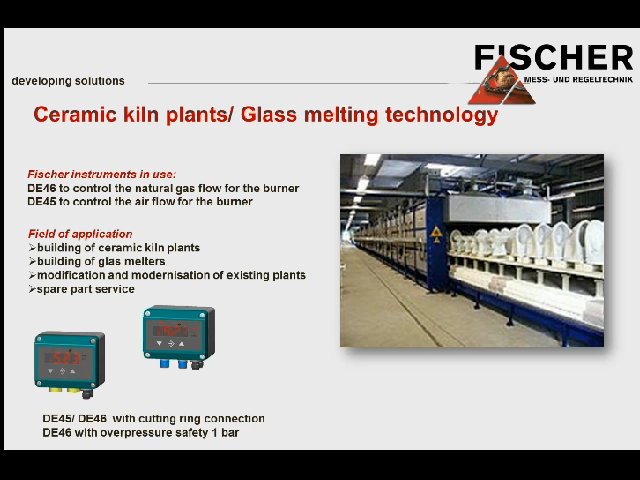 FISCHER
developing solutions
MESS- UND REGELTECHNIK
Ceramic kiln plants/ Glass melting technology
Fischer instruments in use:
DE46 to control the natural gas flow for the burner
DE45 to control the air flow for the burner
Field of application
➢building of ceramic kiln plants
➢building of glas melters
➢modification and modernisation of existing plants
➢spare part service
DE45/ DE46 with cutting ring connection
DE46 with overpressure safety 1 bar